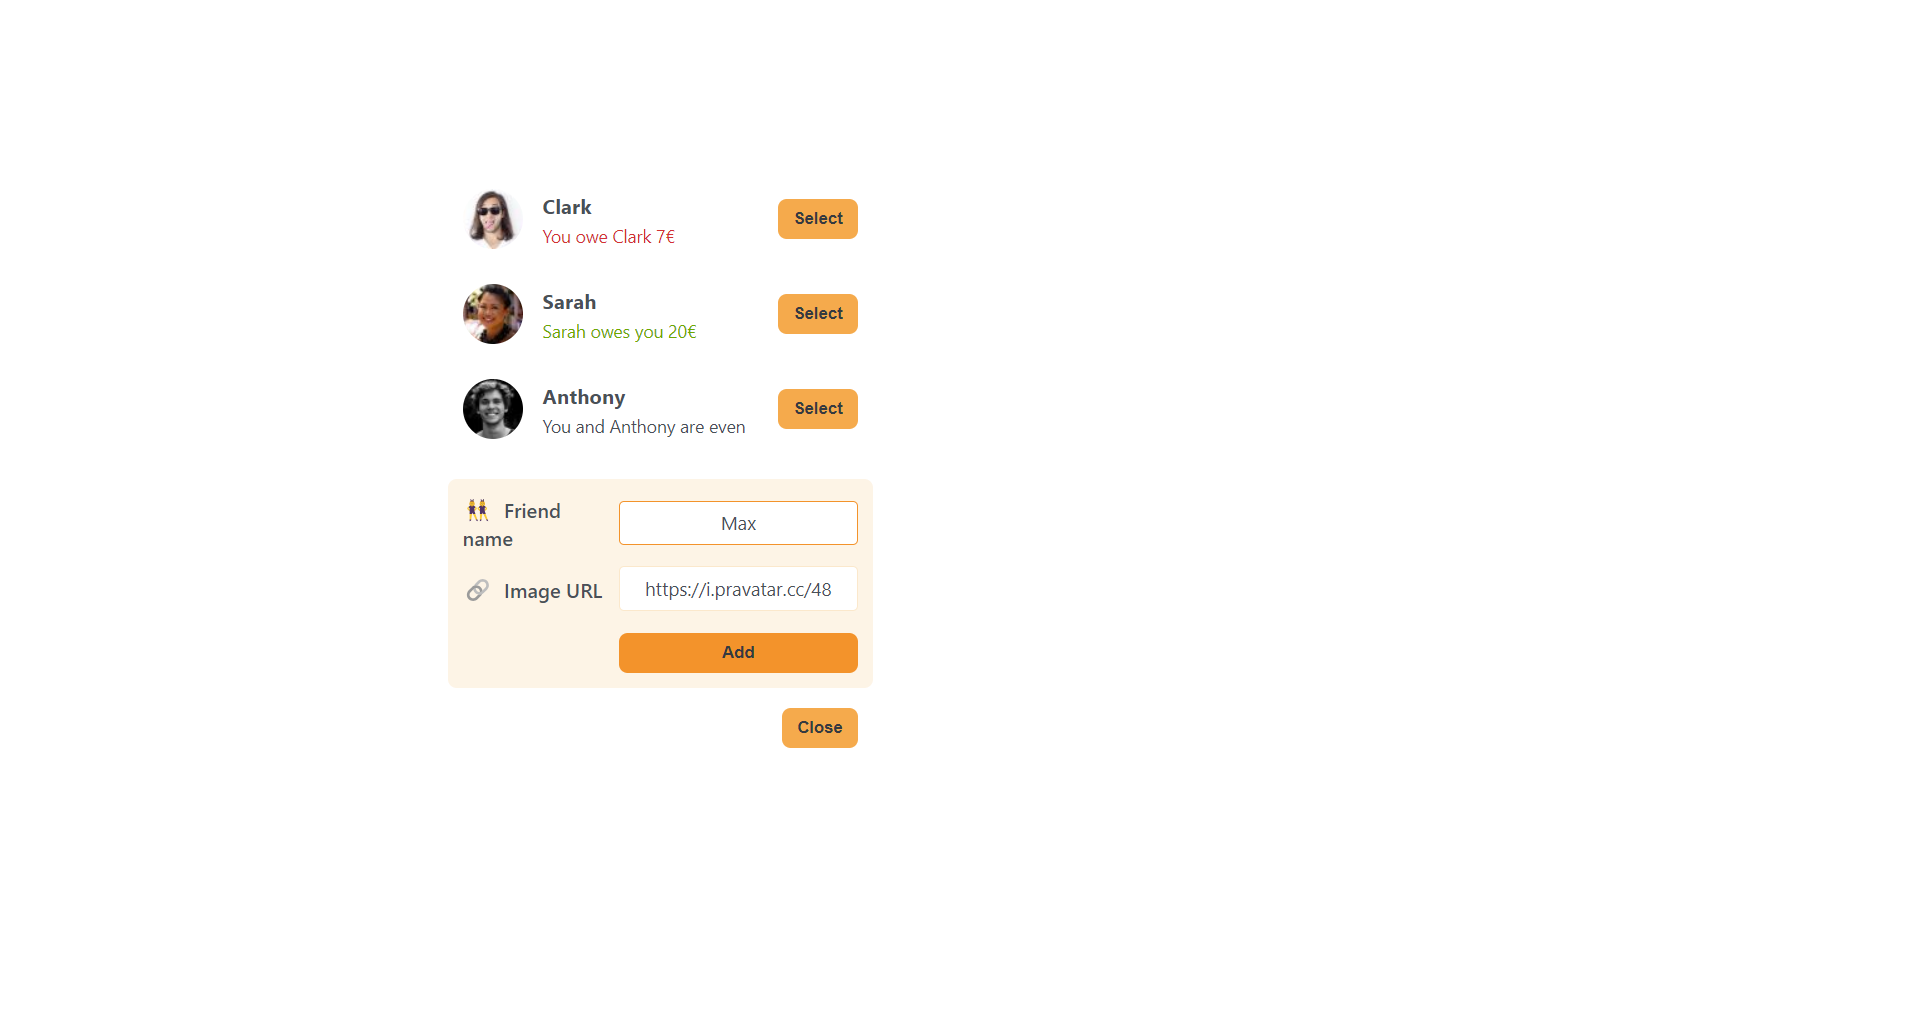 Clark
You owe Clark 7€
Select
Sarah
Sarah owes you 20€
Select
Anthony
You and Anthony are even
Select
Friend
name
Max
Image URL
https://i.pravatar.cc/48
Add
Close